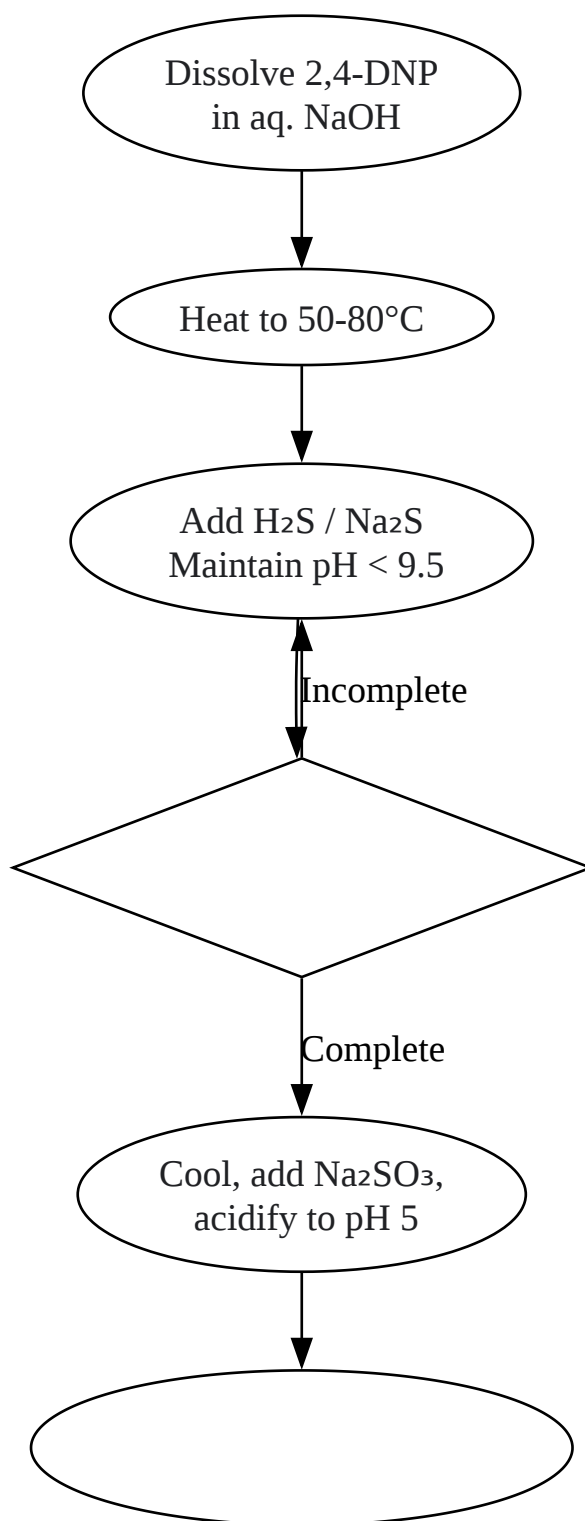 Dissolve 2,4-DNP
in aq. NaOH
Heat to 50-80°C
Add H₂S / Na₂S
Maintain pH < 9.5
Incomplete
Complete
Cool, add Na₂SO₃,
acidify to pH 5